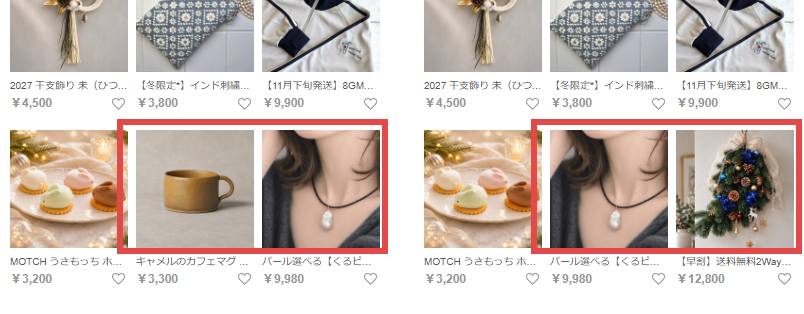 2027 干支飾り 未（ひつ...
【冬限定*】インド刺繍...
【11月下旬発送】8GM...
2027 干支飾り 未（ひつ...
【冬限定*】インド刺繍...
【11月下旬発送】8GM...
￥4,500
￥3,800
￥9,900
￥4,500
￥3,800
￥9,900
MOTCH うさもっち ホ...
キャメルのカフェマグ ...
パール選べる【くるピ...
MOTCH うさもっち ホ...
パール選べる【くるピ...
【早割】送料無料2Way...
￥3,200
￥3,300
￥9,980
￥3,200
￥9,980
￥12,800